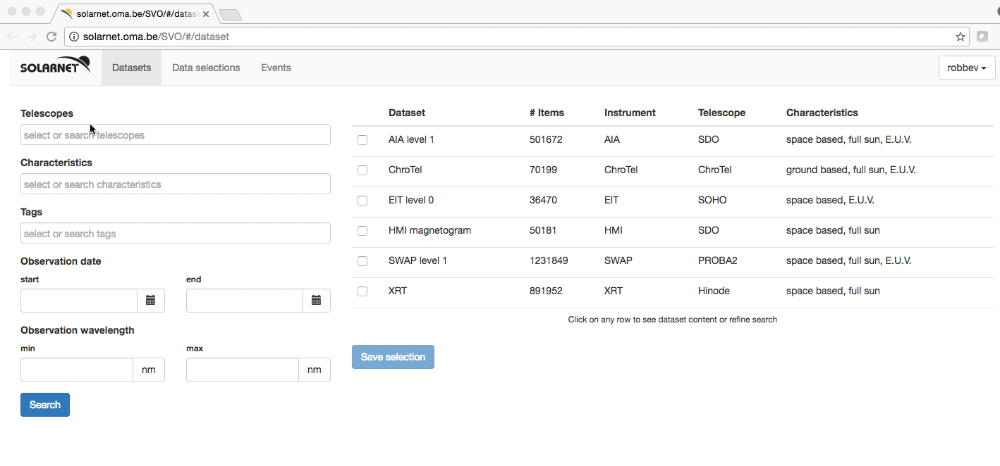 solarnet.oma.be/SVO/#/datase
solarnet.oma.be/SVO/#/dataset
SOLARNET
Datasets
Data selections
Events
robbev
Telescopes
select or search telescopes
Characteristics
select or search characteristics
Tags
select or search tags
Observation date
start
end
Observation wavelength
min
max
nm
nm
Search
Dataset # Items Instrument Telescope Characteristics
AIA level 1 501672 AIA SDO space based, full sun, E.U.V.
ChroTel 70199 ChroTel ChroTel ground based, full sun, E.U.V.
EIT level 0 36470 EIT SOHO space based, E.U.V.
HMI magnetogram 50181 HMI SDO space based, full sun
SWAP level 1 1231849 SWAP PROBA2 space based, full sun, E.U.V.
XRT 891952 XRT Hinode space based, full sun
Click on any row to see dataset content or refine search
Save selection